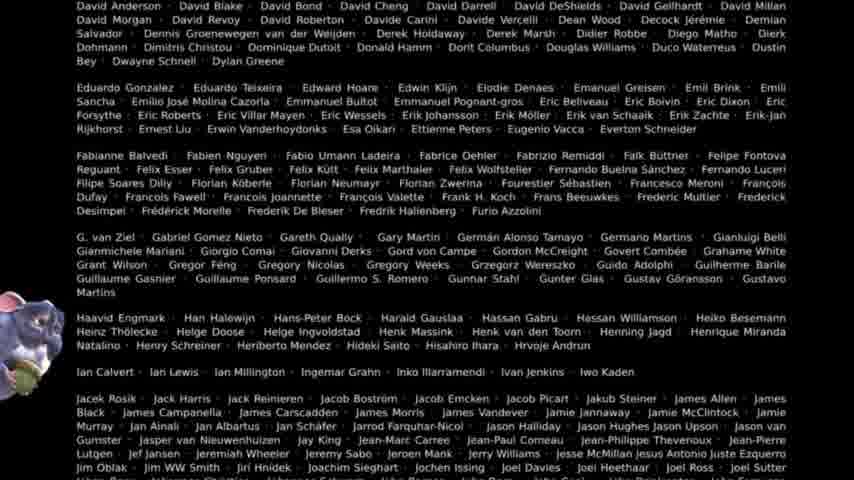 David Anderson · David Blake · David Bond · David Cheng · David Darrell · David DeShields · David Gellhardt · David Millan
David Morgan · David Revoy · David Roberton · Davide Carini · Davide Vercelli · Dean Wood · Decock Jérémie · Demian
Salvador · Dennis Groenewegen van der Weijden · Derek Holdaway · Derek Marsh · Didier Robbe · Diego Matho · Dierk
Dohmann · Dimitris Christou · Dominique Dutoit · Donald Hamm · Dorit Columbus · Douglas Williams · Duco Waterreus · Dustin
Bey · Dwayne Schnell · Dylan Greene
Eduardo Gonzalez · Eduardo Teixeira · Edward Hoare · Edwin Klijn · Elodie Denaes · Emanuel Greisen · Emil Brink · Emili
Sancha · Emilio José Molina Cazorla · Emmanuel Bultot · Emmanuel Pognant-gros · Eric Beliveau · Eric Boivin · Eric Dixon · Eric
Forsythe · Eric Roberts · Eric Villar Mayen · Eric Wessels · Erik Johansson · Erik Möller · Erik van Schaaik · Erik Zachte · Erik-Jan
Rijkhorst · Ernest Liu · Erwin Vanderhoydonks · Esa Oikari · Ettienne Peters · Eugenio Vacca · Everton Schneider
Fabianne Balvedi · Fabien Nguyen · Fabio Umann Ladeira · Fabrice Oehler · Fabrizio Remiddi · Falk Büttner · Felipe Fontova
Reguant · Felix Esser · Felix Gruber · Felix Kütt · Felix Marthaler · Felix Wolfsteller · Fernando Buelna Sánchez · Fernando Luceri
Filipe Soares Dilly · Florian Köberle · Florian Neumayr · Florian Zwerina · Fourestier Sébastien · Francesco Meroni · François
Dufay · Francois Fawell · Francois Joannette · François Valette · Frank H. Koch · Frans Beeuwkes · Frederic Multier · Frederick
Desimpel · Frédérick Morelle · Frederik De Bleser · Fredrik Hallenberg · Furio Azzolini
G. van Ziel · Gabriel Gomez Nieto · Gareth Qually · Gary Martin · Germán Alonso Tamayo · Germano Martins · Gianluigi Belli
Gianmichele Mariani · Giorgio Comai · Giovanni Derks · Gord von Campe · Gordon McCreight · Govert Combée · Grahame White
Grant Wilson · Gregor Féng · Gregory Nicolas · Gregory Weeks · Grzegorz Wereszko · Guido Adolphi · Guilherme Barile
Guillaume Gasnier · Guillaume Ponsard · Guillermo S. Romero · Gunnar Stahl · Gunter Glas · Gustav Göransson · Gustavo
Martins
Haavid Engmark · Han Halewijn · Hans-Peter Bock · Harald Gauslaa · Hassan Gabru · Hessan Williamson · Heiko Besemann
Heinz Thölecke · Helge Doose · Helge Ingvoldstad · Henk Massink · Henk van den Toorn · Henning Jagd · Henrique Miranda
Natalino · Henry Schreiner · Heriberto Mendez · Hideki Saito · Hisahiro Ihara · Hrvoje Andrun
Ian Calvert · Ian Lewis · Ian Millington · Ingemar Grahn · Inko Illarramendi · Ivan Jenkins · Iwo Kaden
Jacek Rosik · Jack Harris · Jack Reinieren · Jacob Boström · Jacob Emcken · Jacob Picart · Jakub Steiner · James Allen · James
Black · James Campanella · James Carscadden · James Morris · James Vandever · Jamie Jannaway · Jamie McClintock · Jamie
Murray · Jan Ainali · Jan Albartus · Jan Schäfer · Jarrod Farquhar-Nicol · Jason Halliday · Jason Hughes Jason Upson · Jason van
Gumster · Jasper van Nieuwenhuizen · Jay King · Jean-Marc Carree · Jean-Paul Comeau · Jean-Philippe Thevenoux · Jean-Pierre
Lutgen · Jef Jansen · Jeremiah Wheeler · Jeremy Sabo · Jeroen Mank · Jerry Williams · Jesse McMillan Jesus Antonio Juste Ezquerro
Jim Oblak · Jim WW Smith · Jiri Hnidek · Joachim Sieghart · Jochen Issing · Joel Davies · Joel Heethaar · Joel Ross · Joel Sutter